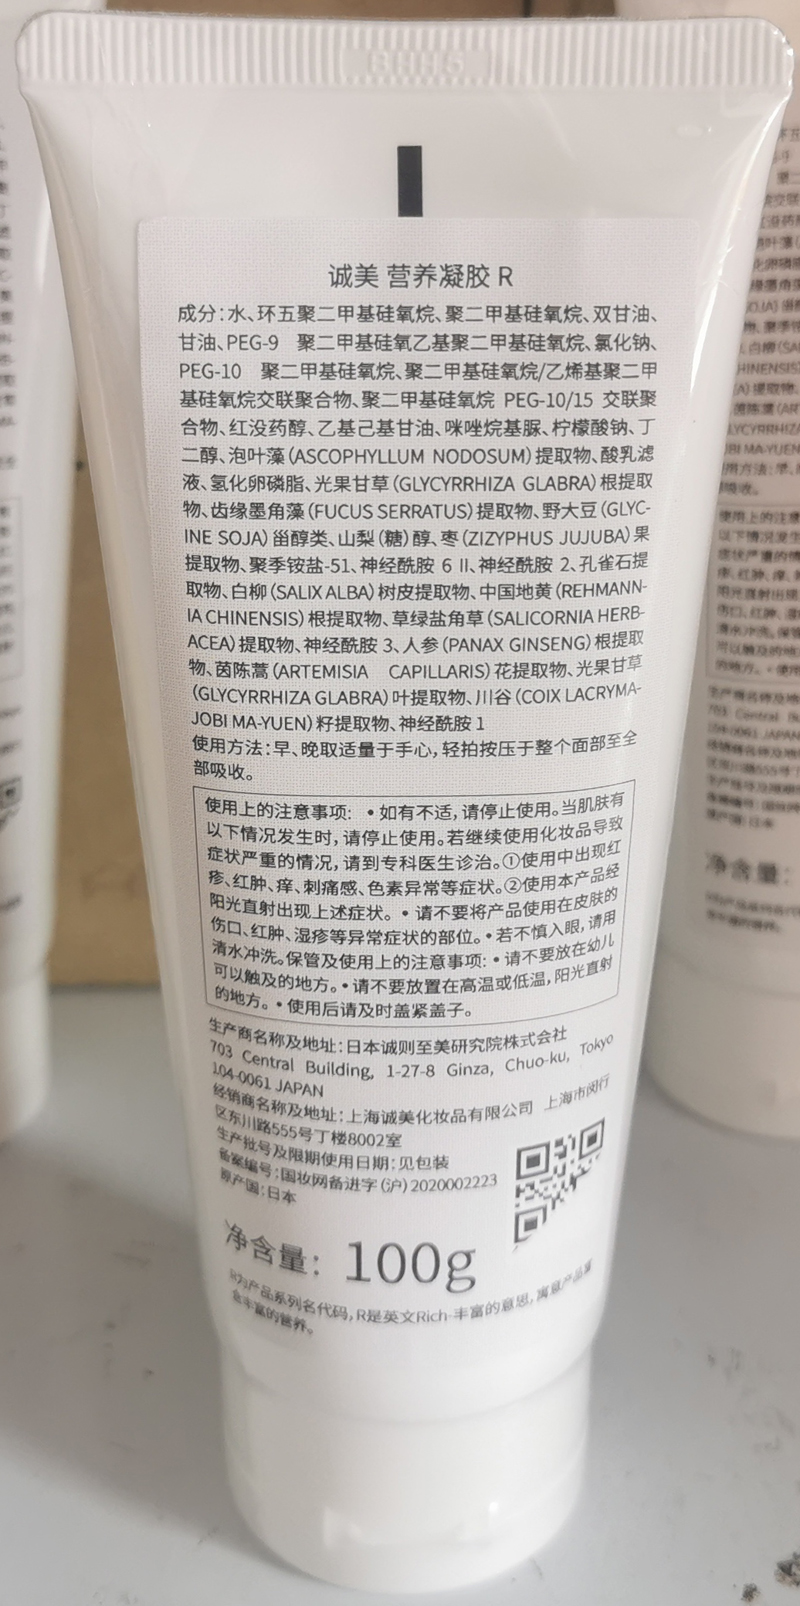 诚美 营养凝胶 R
成分：水、环五聚二甲基硅氧烷、聚二甲基硅氧烷、双甘油、
甘油、PEG-9 聚二甲基硅氧乙基聚二甲基硅氧烷、氯化钠、
PEG-10 聚二甲基硅氧烷、聚二甲基硅氧烷/乙烯基聚二甲
基硅氧烷交联聚合物、聚二甲基硅氧烷 PEG-10/15 交联聚
合物、红没药醇、乙基己基甘油、咪唑烷基脲、柠檬酸钠、丁
二醇、泡叶藻（ASCOPHYLLUM NODOSUM）提取物、酸乳滤
液、氢化卵磷脂、光果甘草（GLYCYRRHIZA GLABRA）根提取
物、齿缘墨角藻（FUCUS SERRATUS）提取物、野大豆（GLYC-
INE SOJA）甾醇类、山梨（糖）醇、枣（ZIZYPHUS JUJUBA）果
提取物、聚季铵盐-51、神经酰胺 6 II、神经酰胺 2、孔雀石提
取物、白柳（SALIX ALBA）树皮提取物、中国地黄（REHMANN-
IA CHINENSIS）根提取物、草绿盐角草（SALICORNIA HERB-
ACEA）提取物、神经酰胺 3、人参（PANAX GINSENG）根提取
物、茵陈蒿（ARTEMISIA CAPILLARIS）花提取物、光果甘草
（GLYCYRRHIZA GLABRA）叶提取物、川谷（COIX LACRYMA-
JOBI MA-YUEN）籽提取物、神经酰胺 1
使用方法：早、晚取适量于手心，轻拍按压于整个面部至全
部吸收。
使用上的注意事项： •如有不适，请停止使用。当肌肤有
以下情况发生时，请停止使用。若继续使用化妆品导致
症状严重的情况，请到专科医生诊治。①使用中出现红
疹、红肿、痒、刺痛感、色素异常等症状。②使用本产品经
阳光直射出现上述症状。•请不要将产品使用在皮肤的
伤口、红肿、湿疹等异常症状的部位。•若不慎入眼，请用
清水冲洗。保管及使用上的注意事项：•请不要放在幼儿
可以触及的地方。•请不要放置在高温或低温，阳光直射
的地方。•使用后请及时盖紧盖子。
生产商名称及地址：日本诚则至美研究院株式会社
703 Central Building, 1-27-8 Ginza, Chuo-ku, Tokyo
104-0061 JAPAN
经销商名称及地址：上海诚美化妆品有限公司 上海市闵行
区东川路555号丁楼8002室
生产批号及限期使用日期：见包装
备案编号：国妆网备进字（沪）2020002223
原产国：日本
净含量：100g
R为产品系列名代码，R是英文Rich-丰富的意思，寓意产品富
含丰富的营养。